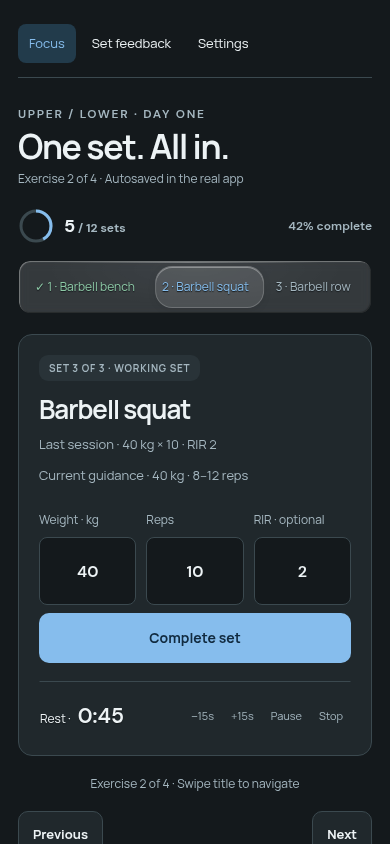 Focus Set feedback Settings
UPPER / LOWER · DAY ONE
One set. All in.
Exercise 2 of 4 · Autosaved in the real app
5 / 12 sets 42% complete
✓ 1 · Barbell bench 2 · Barbell squat 3 · Barbell row
SET 3 OF 3 · WORKING SET
Barbell squat
Last session · 40 kg × 10 · RIR 2
Current guidance · 40 kg · 8–12 reps
Weight · kg Reps RIR · optional
40 10 2
Complete set
Rest · 0:45 −15s +15s Pause Stop
Exercise 2 of 4 · Swipe title to navigate
Previous Next